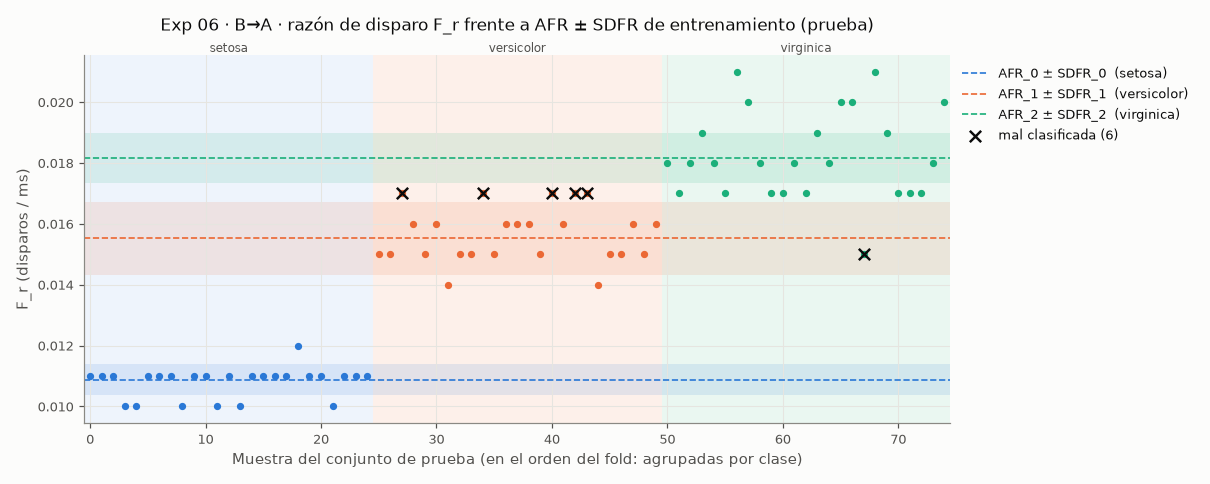 Exp 06 · B→A · razón de disparo F_r frente a AFR ± SDFR de entrenamiento (prueba)
setosa versicolor virginica
AFR_0 ± SDFR_0 (setosa)
AFR_1 ± SDFR_1 (versicolor)
AFR_2 ± SDFR_2 (virginica)
mal clasificada (6)
F_r (disparos / ms)
0.020
0.018
0.016
0.014
0.012
0.010
0 10 20 30 40 50 60 70
Muestra del conjunto de prueba (en el orden del fold: agrupadas por clase)